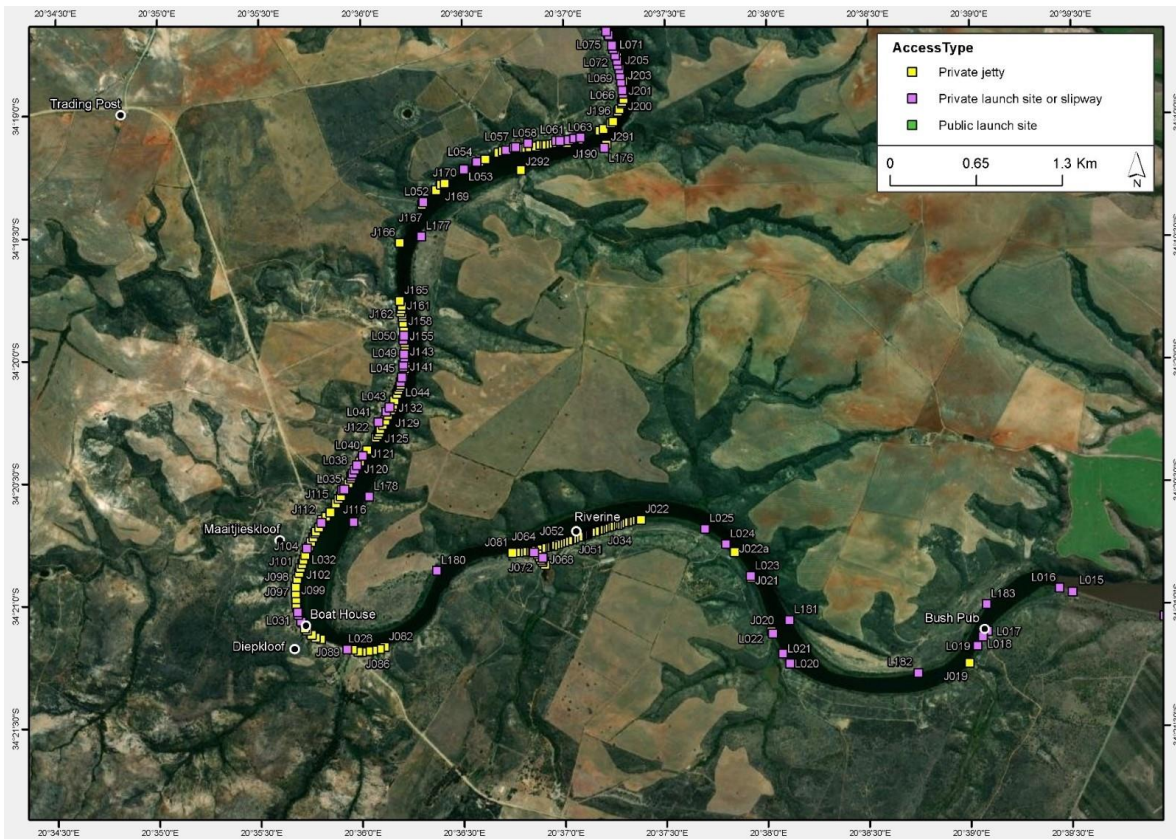 20°34'30"E 20°35'0"E 20°35'30"E 20°36'0"E 20°36'30"E 20°37'0"E 20°37'30"E 20°38'0"E 20°38'30"E 20°39'0"E 20°39'30"E
AccessType
Private jetty
Private launch site or slipway
Public launch site
0 0.65 1.3 Km
N
34°19'0"S
34°19'30"S
34°20'0"S
34°20'30"S
34°21'0"S
34°21'30"S
Trading Post
L075
L071
L072
J205
L069
J203
L066
J201
J196
J200
L057
L058
L061
L063
J291
L054
J190
L176
J170
L053
J292
L052
J169
J167
L177
J166
J165
J162
J161
J158
L050
J155
L049
J143
L045
J141
L043
L044
L041
J132
J122
J129
J125
L040
J121
L038
J120
L035
J115
L178
J112
J116
Maaitjieskloof
J104
J101
L032
J098
J102
J097
J099
L031
Boat House
Diepkloof
J089
L028
J082
J086
L180
J081
J064
J052
Riverine
J022
J072
J068
J051
J034
L025
L024
J022a
L023
J021
L181
J020
L022
L021
L020
L182
L016
L015
L183
Bush Pub
L017
L018
L019
J019
20°34'30"E 20°35'0"E 20°35'30"E 20°36'0"E 20°36'30"E 20°37'0"E 20°37'30"E 20°38'0"E 20°38'30"E 20°39'0"E 20°39'30"E